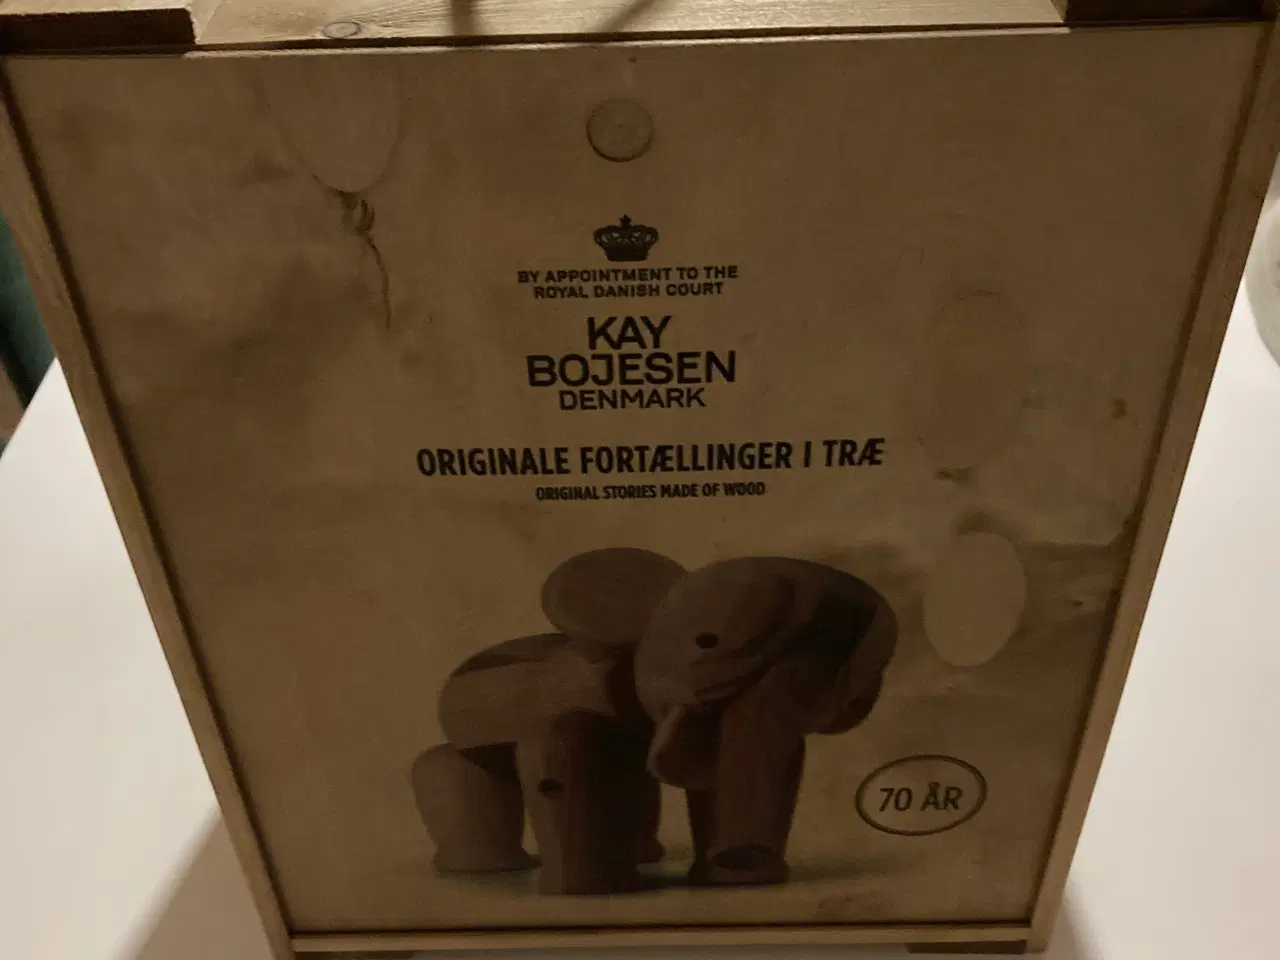 BY APPOINTMENT TO THE
ROYAL DANISH COURT
KAY
BOJESEN
DENMARK
ORIGINALE FORTÆLLINGER I TRÆ
ORIGINAL STORIES MADE OF WOOD
70 ÅR